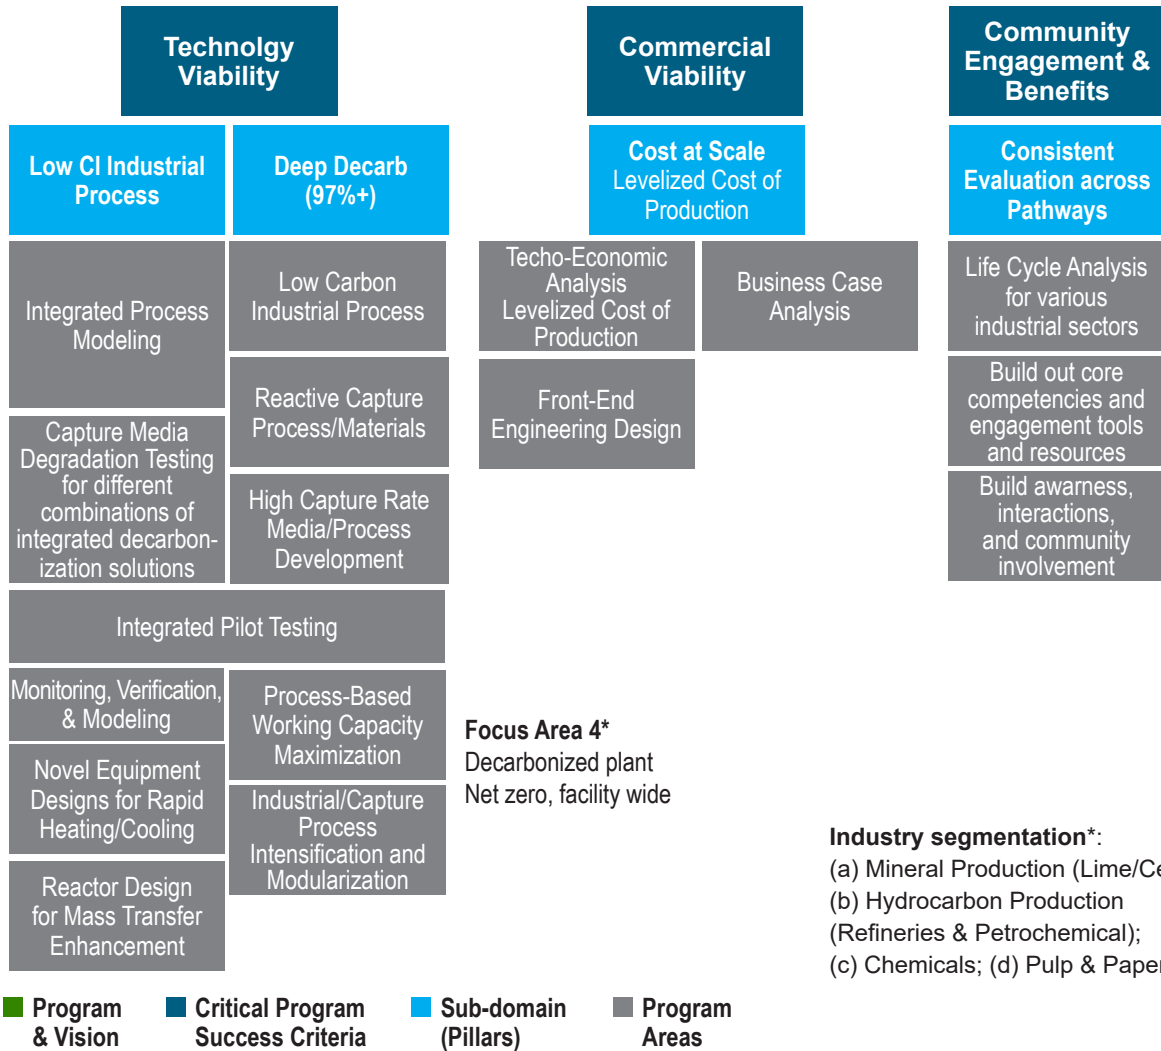 Technolgy
Viability
Commercial
Viability
Community
Engagement &
Benefits
Low CI Industrial
Process
Deep Decarb
(97%+)
Cost at Scale
Levelized Cost of
Production
Consistent
Evaluation across
Pathways
Integrated Process
Modeling
Capture Media
Degradation Testing
for different
combinations of
integrated decarbon-
ization solutions
Low Carbon
Industrial Process
Reactive Capture
Process/Materials
High Capture Rate
Media/Process
Development
Integrated Pilot Testing
Monitoring, Verification,
& Modeling
Novel Equipment
Designs for Rapid
Heating/Cooling
Reactor Design
for Mass Transfer
Enhancement
Process-Based
Working Capacity
Maximization
Industrial/Capture
Process
Intensification and
Modularization
Techo-Economic
Analysis
Levelized Cost of
Production
Business Case
Analysis
Front-End
Engineering Design
Life Cycle Analysis
for various
industrial sectors
Build out core
competencies and
engagement tools
and resources
Build awarness,
interactions,
and community
involvement
Focus Area 4*
Decarbonized plant
Net zero, facility wide
Industry segmentation*:
(a) Mineral Production (Lime/Ce
(b) Hydrocarbon Production
(Refineries & Petrochemical);
(c) Chemicals; (d) Pulp & Paper
Program
& Vision
Critical Program
Success Criteria
Sub-domain
(Pillars)
Program
Areas